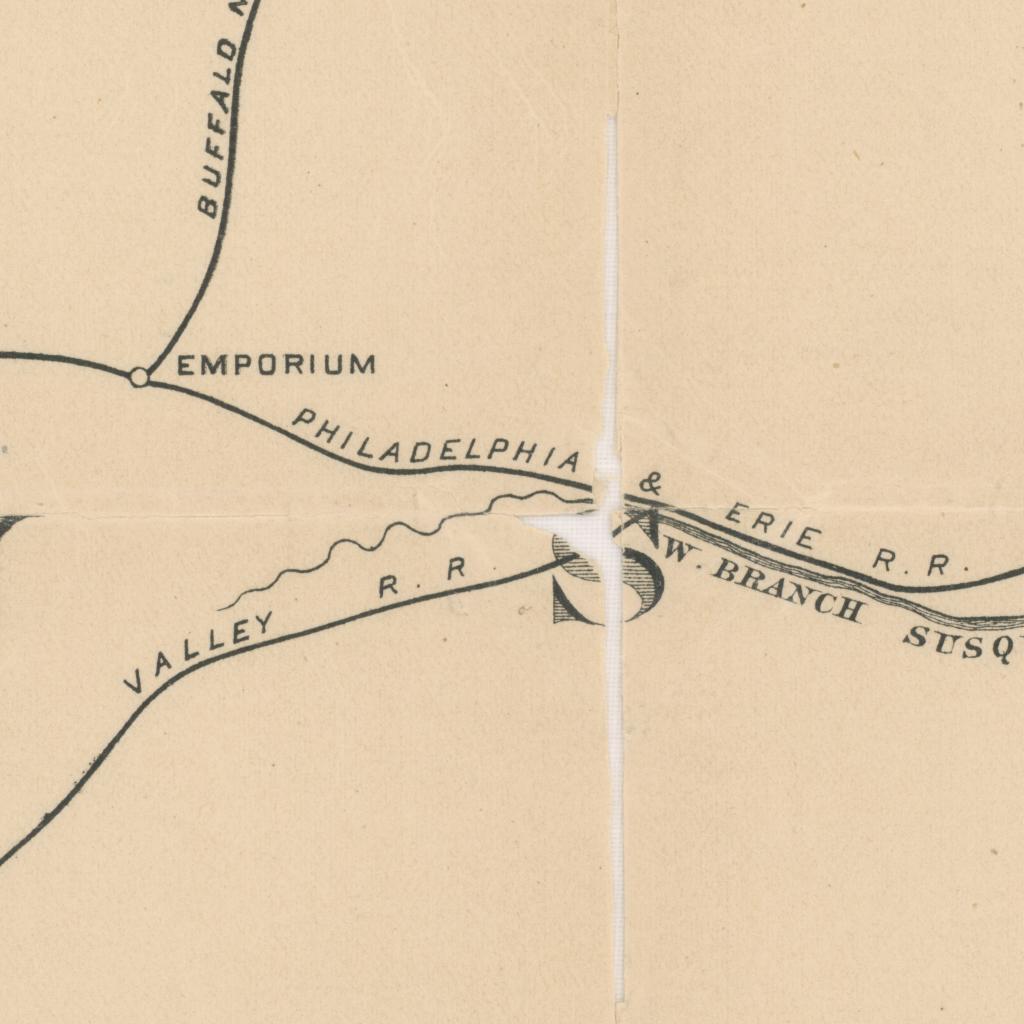 BUFFALO
EMPORIUM
PHILADELPHIA & ERIE R.R.
VALLEY R.R.
S
W. BRANCH SUSQ